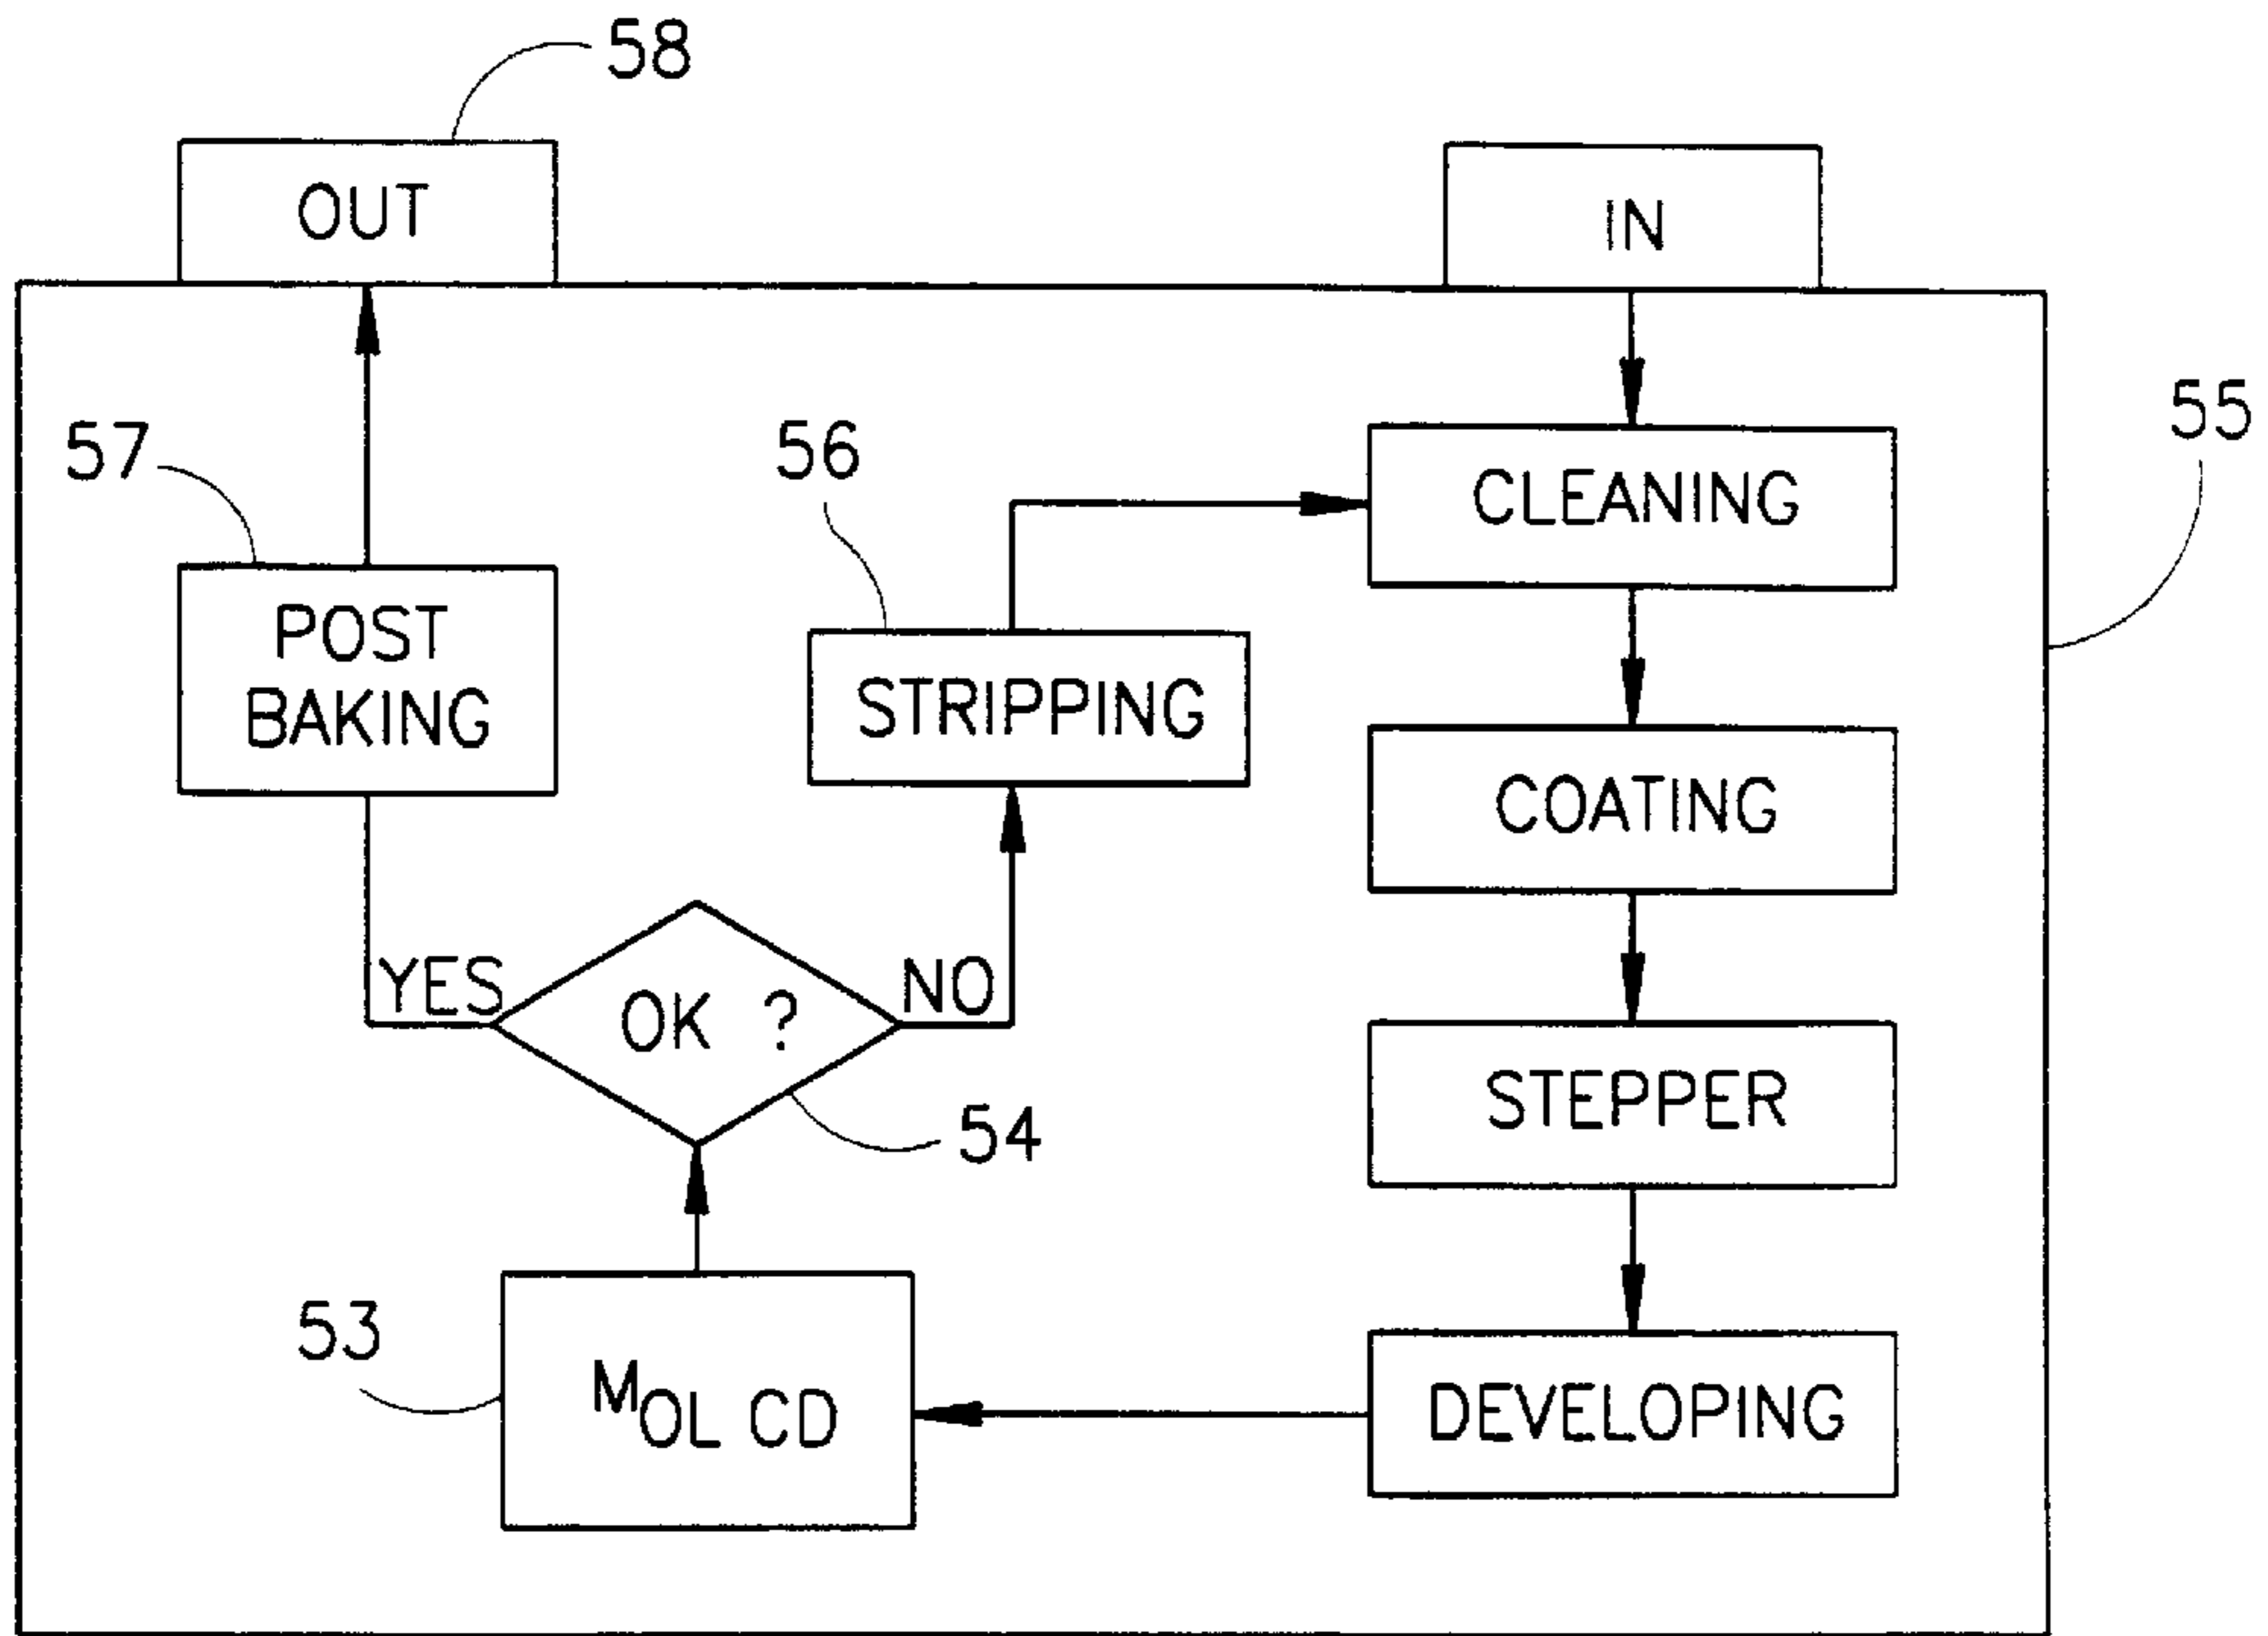 58
OUT
IN
55
57
56
CLEANING
POST
BAKING
STRIPPING
COATING
YES
OK ?
NO
STEPPER
54
53
MOL CD
DEVELOPING